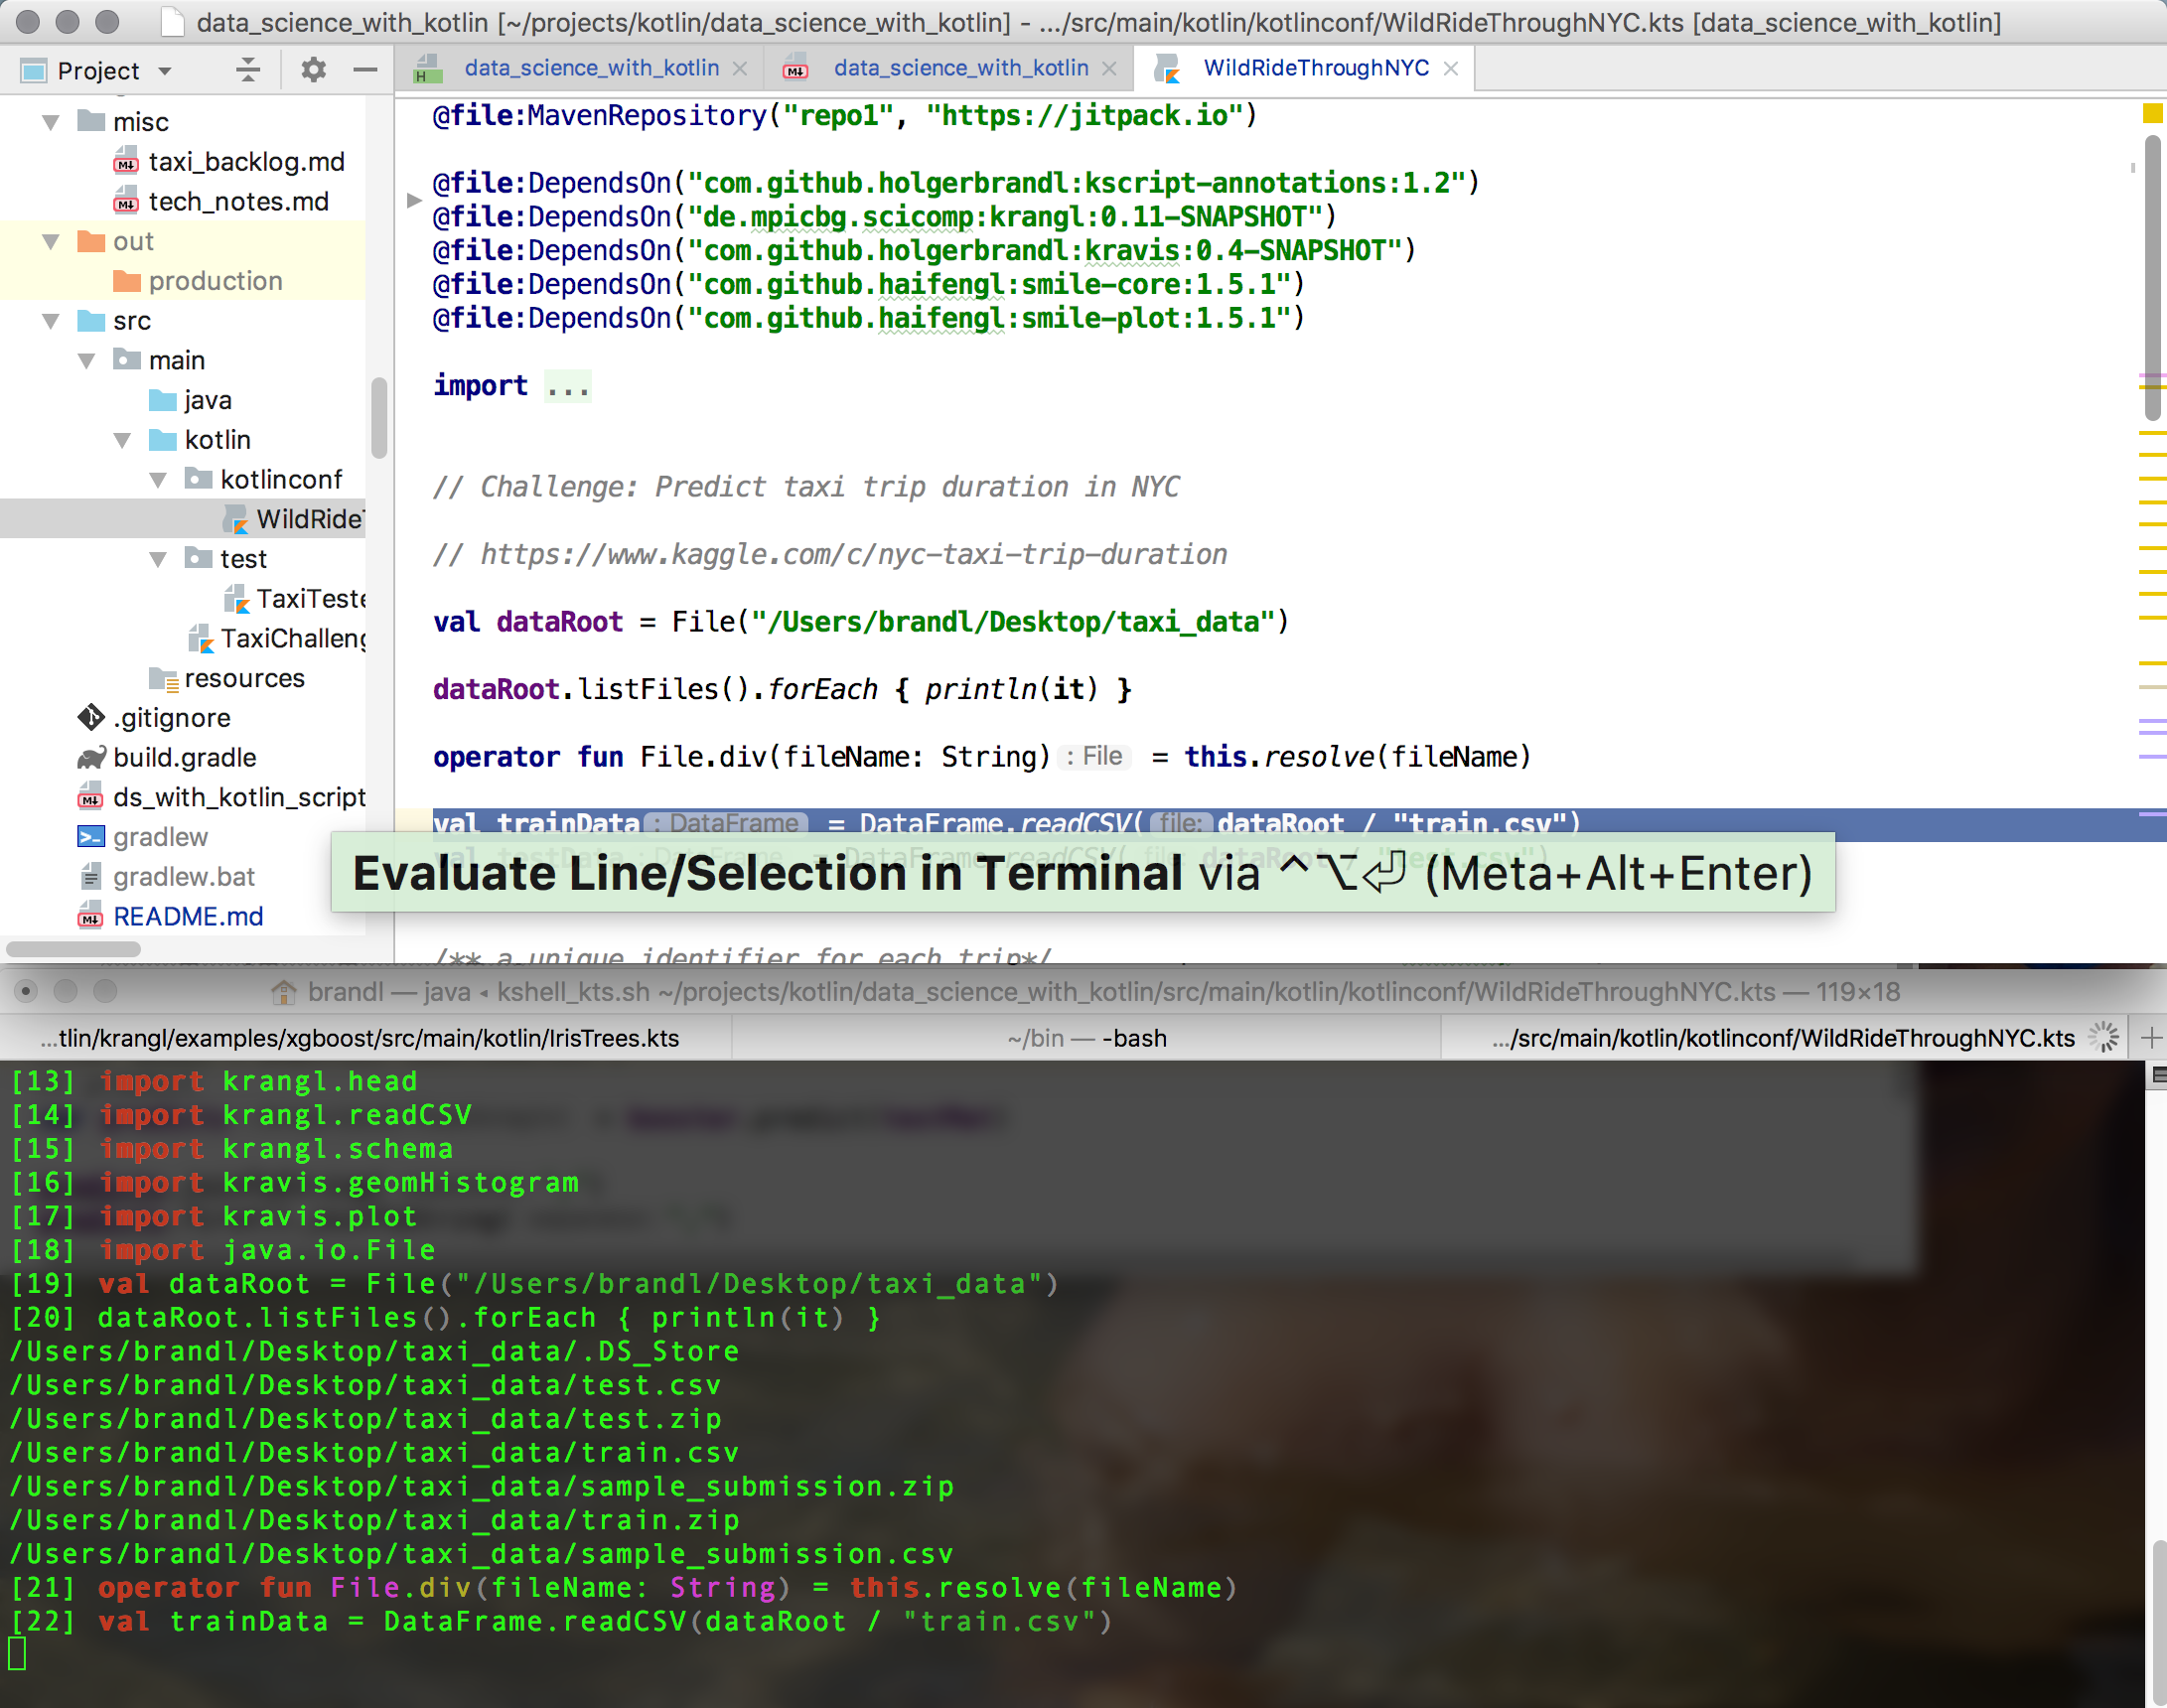 data_science_with_kotlin [~/projects/kotlin/data_science_with_kotlin] - .../src/main/kotlin/kotlinconf/WildRideThroughNYC.kts [data_science_with_kotlin]
Project
data_science_with_kotlin
data_science_with_kotlin
WildRideThroughNYC
misc
taxi_backlog.md
tech_notes.md
out
production
src
main
java
kotlin
kotlinconf
WildRideT
test
TaxiTeste
TaxiChalleng
resources
.gitignore
build.gradle
ds_with_kotlin_script
gradlew
gradlew.bat
README.md
@file:MavenRepository("repo1", "https://jitpack.io")
@file:DependsOn("com.github.holgerbrandl:kscript-annotations:1.2")
@file:DependsOn("de.mpicbg.scicomp:krangl:0.11-SNAPSHOT")
@file:DependsOn("com.github.holgerbrandl:kravis:0.4-SNAPSHOT")
@file:DependsOn("com.github.haifengl:smile-core:1.5.1")
@file:DependsOn("com.github.haifengl:smile-plot:1.5.1")
import ...
// Challenge: Predict taxi trip duration in NYC
// https://www.kaggle.com/c/nyc-taxi-trip-duration
val dataRoot = File("/Users/brandl/Desktop/taxi_data")
dataRoot.listFiles().forEach { println(it) }
operator fun File.div(fileName: String) : File = this.resolve(fileName)
val trainData : DataFrame = DataFrame.readCSV( file: dataRoot / "train.csv")
val testData : DataFrame = DataFrame.readCSV( file: dataRoot / "test.csv")
Evaluate Line/Selection in Terminal via ⌃⌥⏎ (Meta+Alt+Enter)
/** a unique identifier for each trip*/
brandl — java ◂ kshell_kts.sh ~/projects/kotlin/data_science_with_kotlin/src/main/kotlin/kotlinconf/WildRideThroughNYC.kts — 119×18
...tlin/krangl/examples/xgboost/src/main/kotlin/IrisTrees.kts
~/bin — -bash
.../src/main/kotlin/kotlinconf/WildRideThroughNYC.kts
[13] import krangl.head
[14] import krangl.readCSV
[15] import krangl.schema
[16] import kravis.geomHistogram
[17] import kravis.plot
[18] import java.io.File
[19] val dataRoot = File("/Users/brandl/Desktop/taxi_data")
[20] dataRoot.listFiles().forEach { println(it) }
/Users/brandl/Desktop/taxi_data/.DS_Store
/Users/brandl/Desktop/taxi_data/test.csv
/Users/brandl/Desktop/taxi_data/test.zip
/Users/brandl/Desktop/taxi_data/train.csv
/Users/brandl/Desktop/taxi_data/sample_submission.zip
/Users/brandl/Desktop/taxi_data/train.zip
/Users/brandl/Desktop/taxi_data/sample_submission.csv
[21] operator fun File.div(fileName: String) = this.resolve(fileName)
[22] val trainData = DataFrame.readCSV(dataRoot / "train.csv")